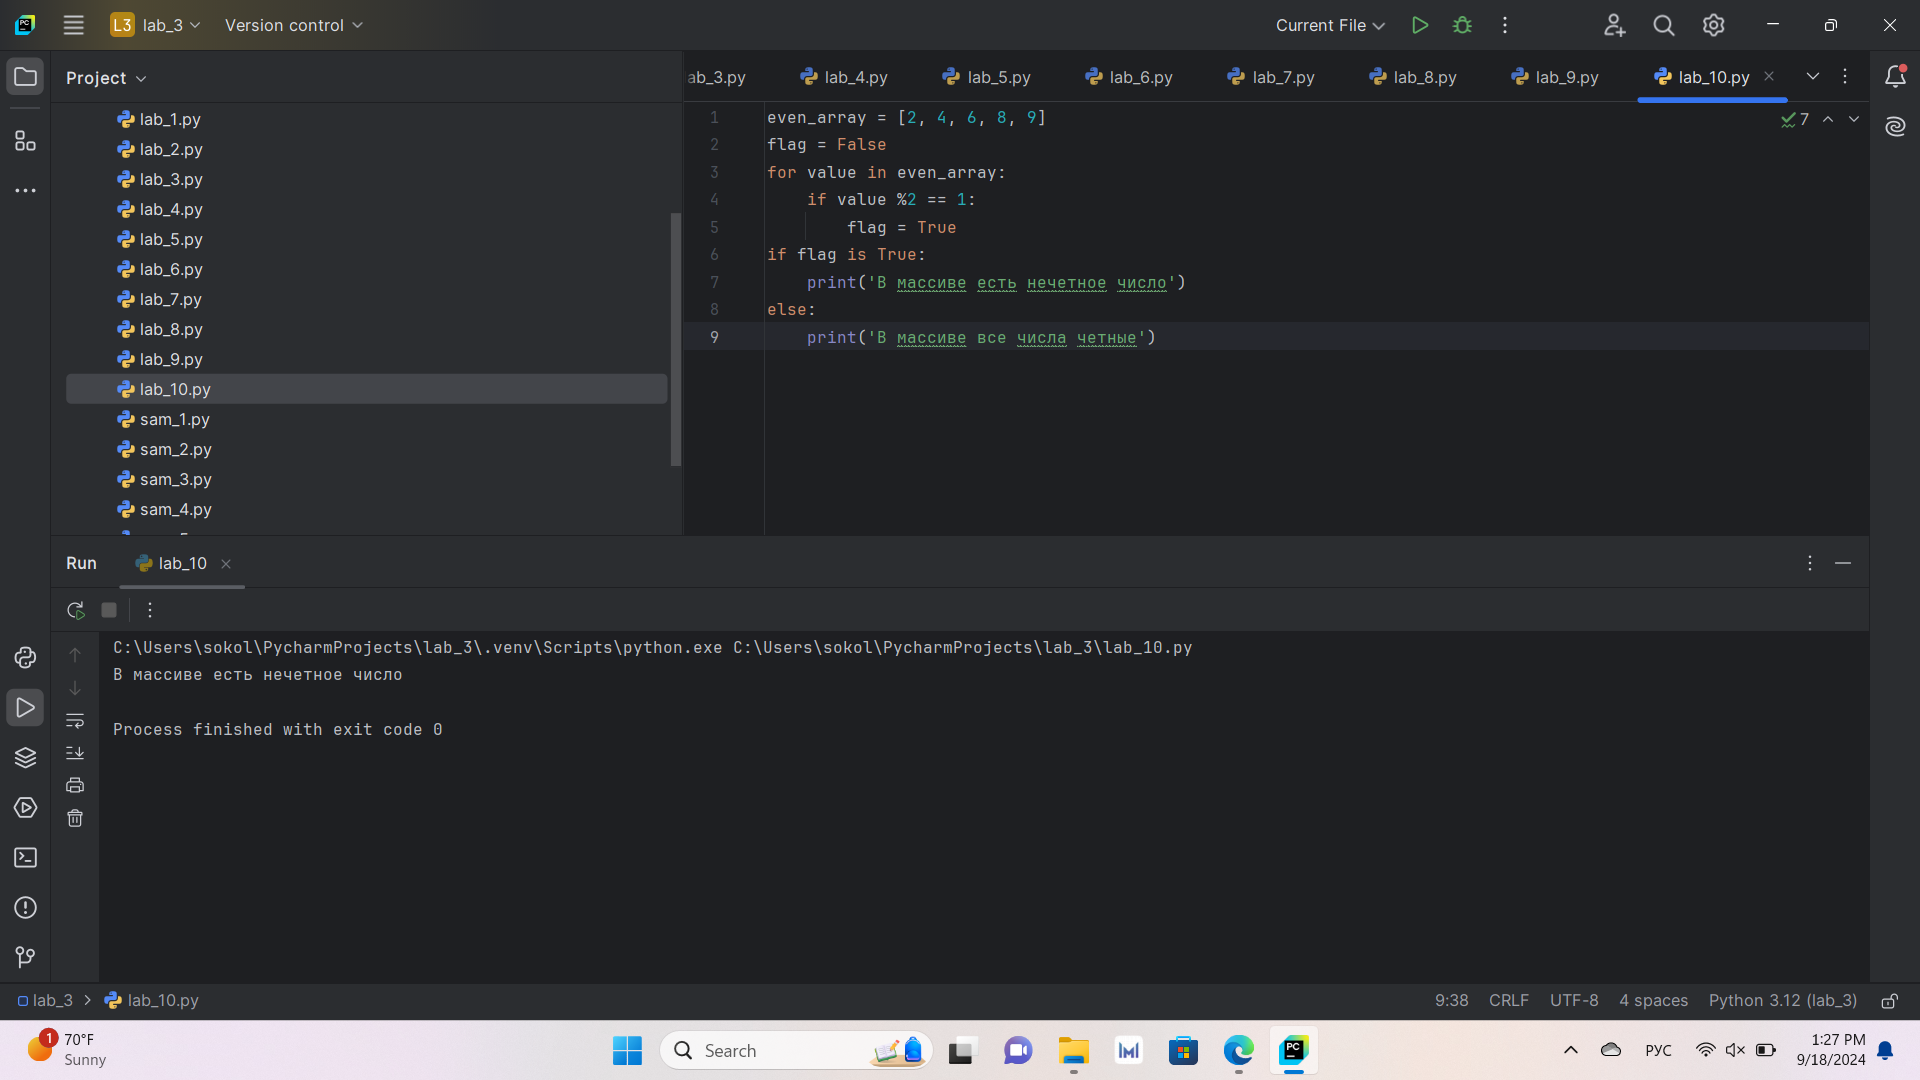 L3 lab_3 Version control Current File
Project
ab_3.py lab_4.py lab_5.py lab_6.py lab_7.py lab_8.py lab_9.py lab_10.py
lab_1.py
lab_2.py
lab_3.py
lab_4.py
lab_5.py
lab_6.py
lab_7.py
lab_8.py
lab_9.py
lab_10.py
sam_1.py
sam_2.py
sam_3.py
sam_4.py
1 even_array = [2, 4, 6, 8, 9]
2 flag = False
3 for value in even_array:
4 if value %2 == 1:
5 flag = True
6 if flag is True:
7 print('В массиве есть нечетное число')
8 else:
9 print('В массиве все числа четные')
7
Run lab_10
C:\Users\sokol\PycharmProjects\lab_3\.venv\Scripts\python.exe C:\Users\sokol\PycharmProjects\lab_3\lab_10.py
В массиве есть нечетное число
Process finished with exit code 0
lab_3 > lab_10.py 9:38 CRLF UTF-8 4 spaces Python 3.12 (lab_3)
1 70°F
Sunny
Search
PC
РУС
1:27 PM
9/18/2024